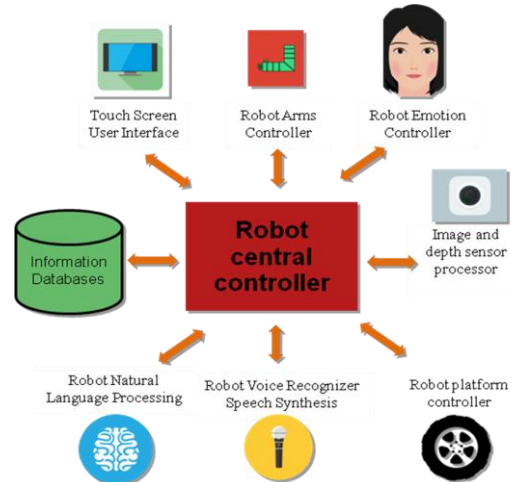 Touch Screen
User Interface
Robot Arms
Controller
Robot Emotion
Controller
Information
Databases
Robot
central
controller
Image and
depth sensor
processor
Robot Natural
Language Processing
Robot Voice Recognizer
Speech Synthesis
Robot platform
controller